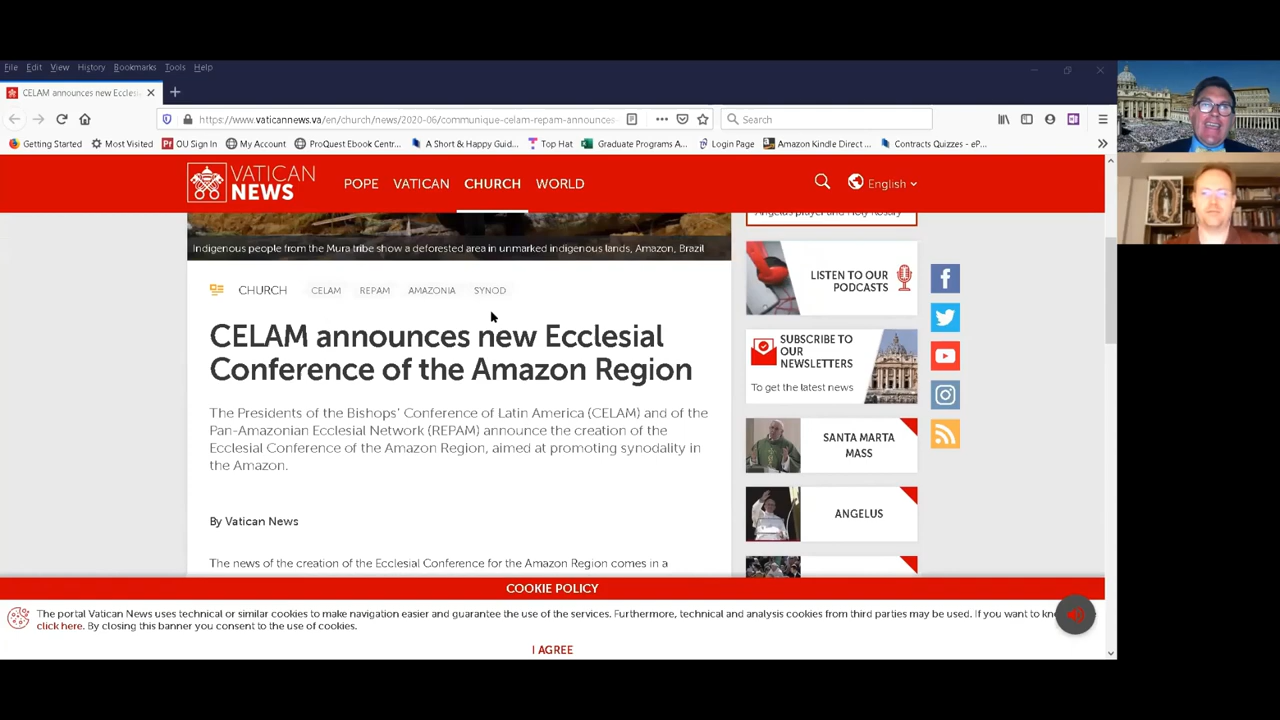 File Edit View History Bookmarks Tools Help
CELAM announces new Ecclesi
https://www.vaticannews.va/en/church/news/2020-06/communique-celam-repam-announces-
Search
Getting Started Most Visited OU Sign In My Account ProQuest Ebook Centr... A Short & Happy Guid... Top Hat Graduate Programs A... Login Page Amazon Kindle Direct ... Contracts Quizzes - eP...
VATICAN
NEWS
POPE VATICAN CHURCH WORLD
English
Angelus prayer and Holy Rosary
Indigenous people from the Mura tribe show a deforested area in unmarked indigenous lands, Amazon, Brazil
CHURCH CELAM REPAM AMAZONIA SYNOD
CELAM announces new Ecclesial
Conference of the Amazon Region
The Presidents of the Bishops' Conference of Latin America (CELAM) and of the
Pan-Amazonian Ecclesial Network (REPAM) announce the creation of the
Ecclesial Conference of the Amazon Region, aimed at promoting synodality in
the Amazon.
By Vatican News
The news of the creation of the Ecclesial Conference for the Amazon Region comes in a
LISTEN TO OUR
PODCASTS
SUBSCRIBE TO
OUR
NEWSLETTERS
To get the latest news
SANTA MARTA
MASS
ANGELUS
COOKIE POLICY
The portal Vatican News uses technical or similar cookies to make navigation easier and guarantee the use of the services. Furthermore, technical and analysis cookies from third parties may be used. If you want to
click here. By closing this banner you consent to the use of cookies.
I AGREE